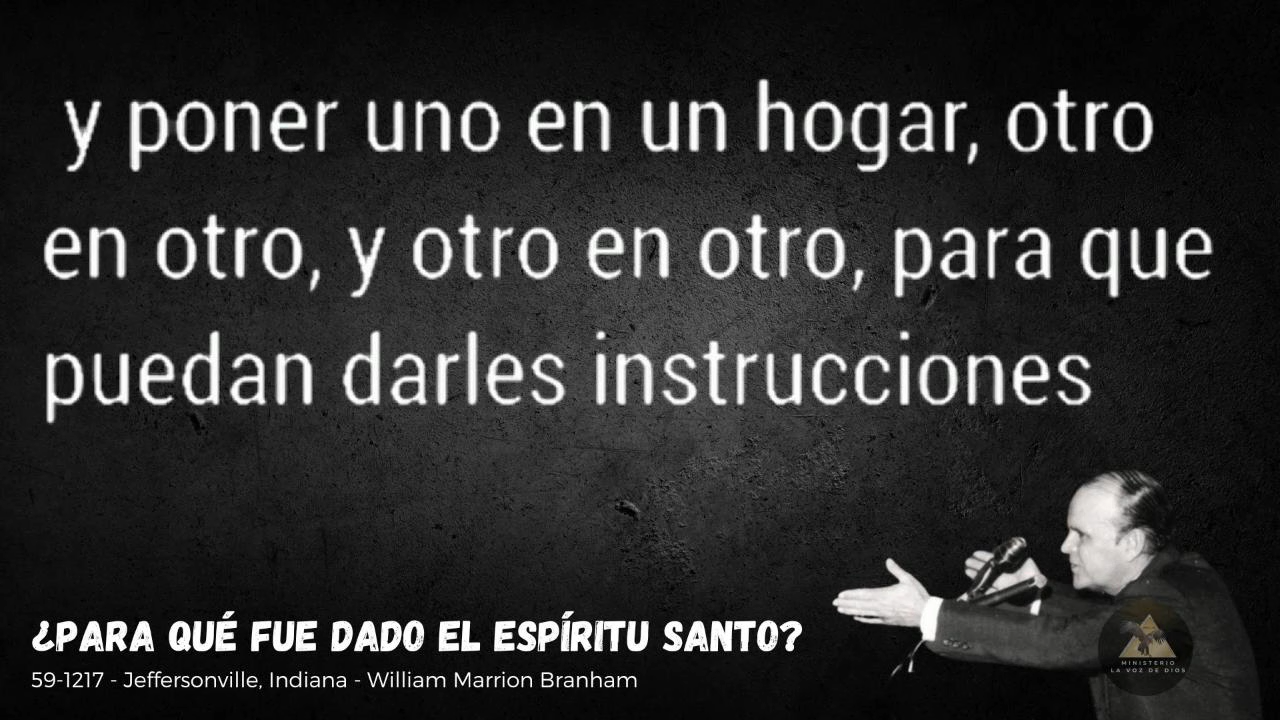 y poner uno en un hogar, otro
en otro, y otro en otro, para que
puedan darles instrucciones
¿PARA QUÉ FUE DADO EL ESPÍRITU SANTO?
59-1217 - Jeffersonville, Indiana - William Marrion Branham
MINISTERIO
LA VOZ DE DIOS